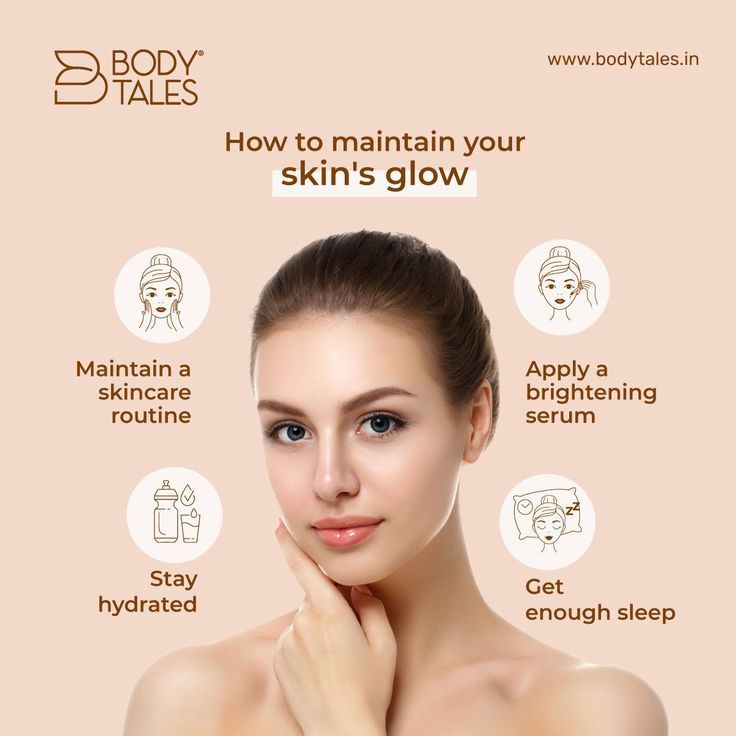 BODY®
TALES
www.bodytales.in
How to maintain your
skin's glow
Maintain a
skincare
routine
Apply a
brightening
serum
Stay
hydrated
zz
Get
enough sleep